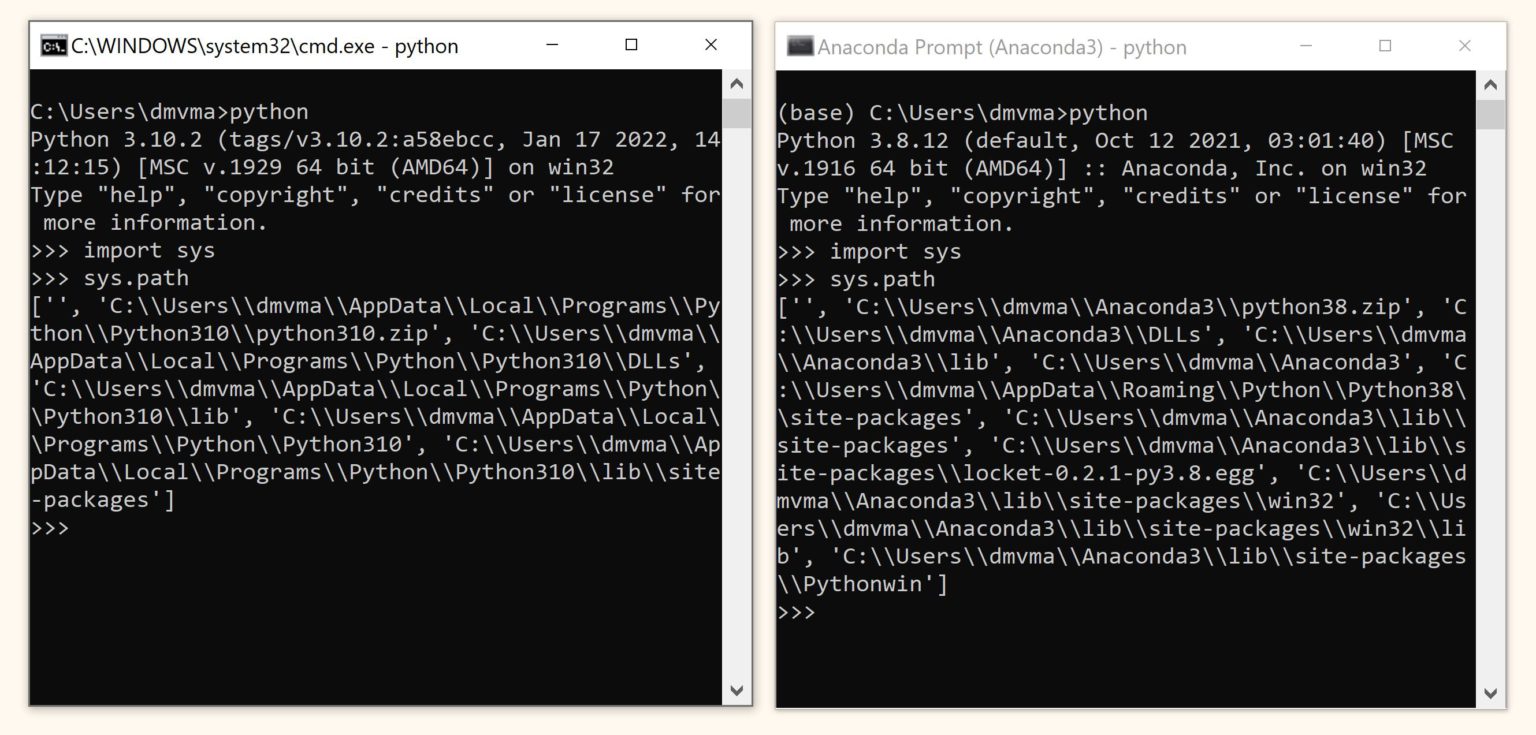 C:\WINDOWS\system32\cmd.exe - python
C:\Users\dmvma>python
Python 3.10.2 (tags/v3.10.2:a58ebcc, Jan 17 2022, 14
:12:15) [MSC v.1929 64 bit (AMD64)] on win32
Type "help", "copyright", "credits" or "license" for
 more information.
>>> import sys
>>> sys.path
['', 'C:\\Users\\dmvma\\AppData\\Local\\Programs\\Py
thon\\Python310\\python310.zip', 'C:\\Users\\dmvma\\
AppData\\Local\\Programs\\Python\\Python310\\DLLs',
'C:\\Users\\dmvma\\AppData\\Local\\Programs\\Python\
\Python310\\lib', 'C:\\Users\\dmvma\\AppData\\Local\
\Programs\\Python\\Python310', 'C:\\Users\\dmvma\\Ap
pData\\Local\\Programs\\Python\\Python310\\lib\\site
-packages']
>>>
Anaconda Prompt (Anaconda3) - python
(base) C:\Users\dmvma>python
Python 3.8.12 (default, Oct 12 2021, 03:01:40) [MSC
v.1916 64 bit (AMD64)] :: Anaconda, Inc. on win32
Type "help", "copyright", "credits" or "license" for
 more information.
>>> import sys
>>> sys.path
['', 'C:\\Users\\dmvma\\Anaconda3\\python38.zip', 'C
:\\Users\\dmvma\\Anaconda3\\DLLs', 'C:\\Users\\dmvma
\\Anaconda3\\lib', 'C:\\Users\\dmvma\\Anaconda3', 'C
:\\Users\\dmvma\\AppData\\Roaming\\Python\\Python38\
\site-packages', 'C:\\Users\\dmvma\\Anaconda3\\lib\\
site-packages', 'C:\\Users\\dmvma\\Anaconda3\\lib\\s
ite-packages\\locket-0.2.1-py3.8.egg', 'C:\\Users\\d
mvma\\Anaconda3\\lib\\site-packages\\win32', 'C:\\Us
ers\\dmvma\\Anaconda3\\lib\\site-packages\\win32\\li
b', 'C:\\Users\\dmvma\\Anaconda3\\lib\\site-packages
\\Pythonwin']
>>>